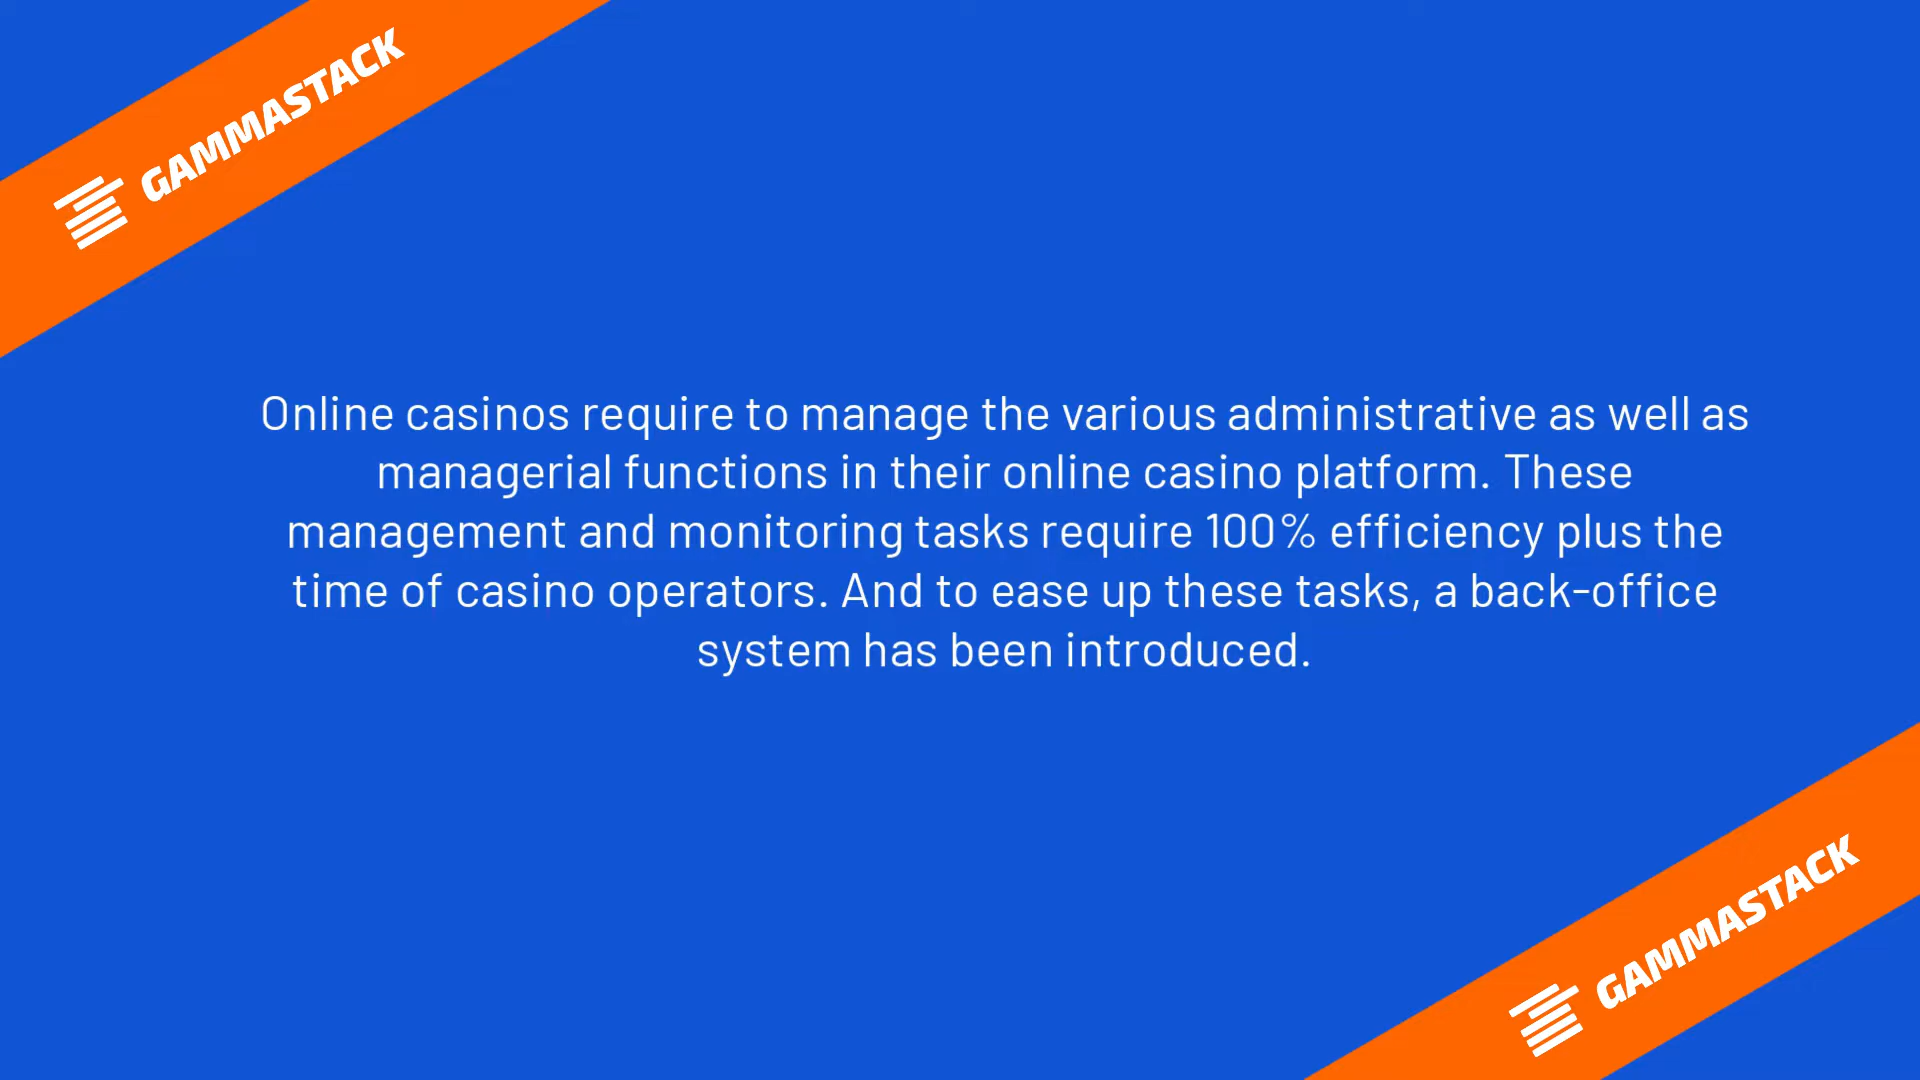 GAMMASTACK
Online casinos require to manage the various administrative as well as
managerial functions in their online casino platform. These
management and monitoring tasks require 100% efficiency plus the
time of casino operators. And to ease up these tasks, a back-office
system has been introduced.
GAMMASTACK